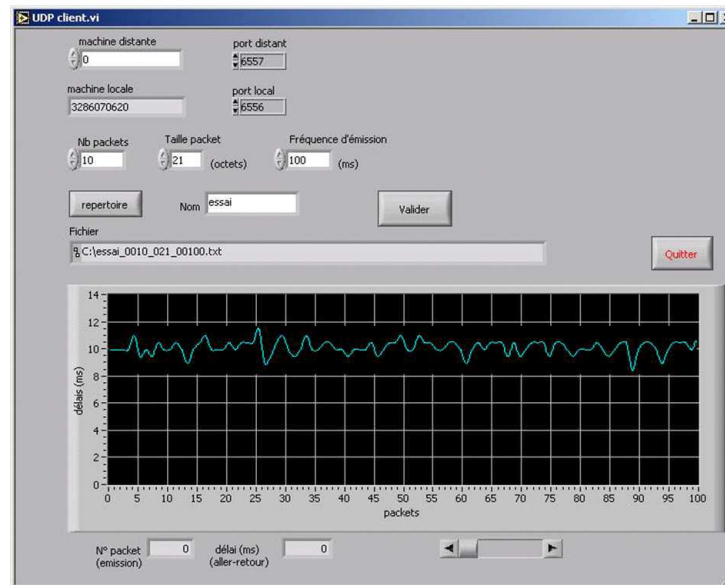 UDP client.vi
machine distante
port distant
0
6557
machine locale
port local
3286070620
6556
Nb packets
Taille packet
Fréquence d'émission
10
21
(octets)
100
(ms)
repertoire
Nom
essai
Valider
Fichier
C:\essai_0010_021_00100.txt
Quitter
14
12
10
8
6
4
2
0
délais (ms)
0 5 10 15 20 25 30 35 40 45 50 55 60 65 70 75 80 85 90 95 100
packets
N° packet
(emission)
0
délai (ms)
(aller-retour)
0